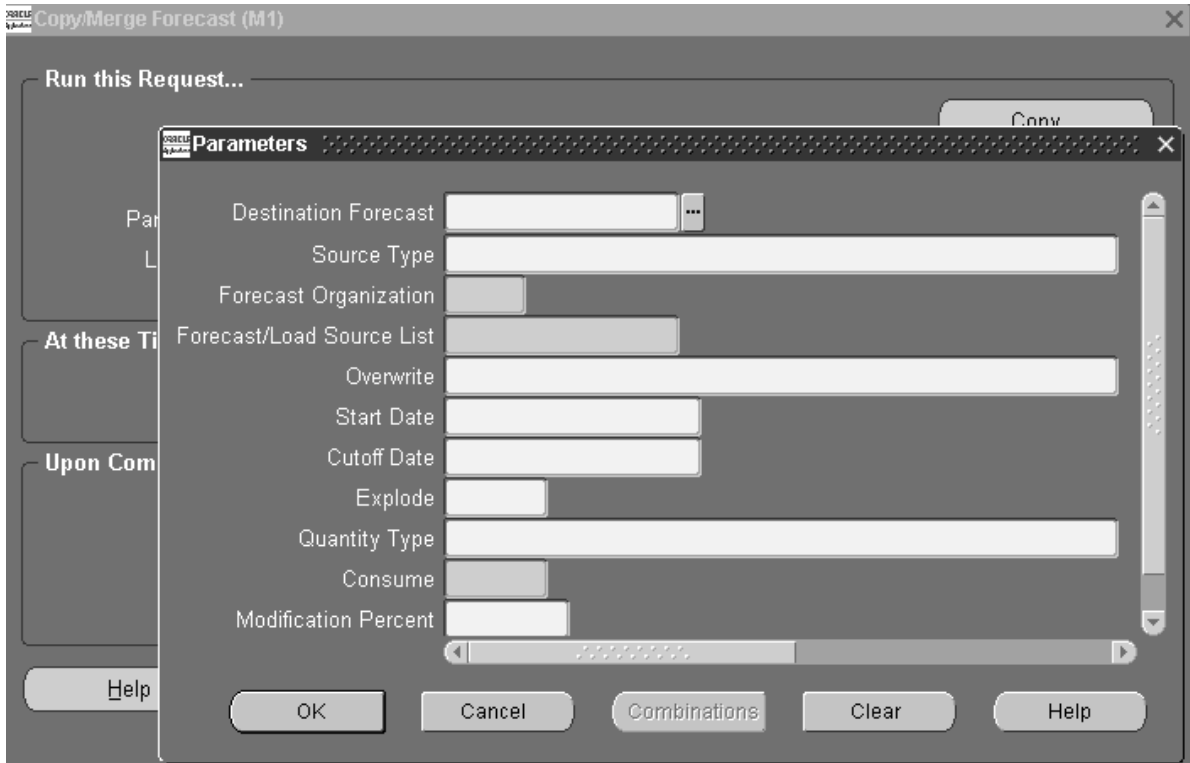 Copy/Merge Forecast (M1)
Run this Request...
Copy
Parameters
Destination Forecast
Par
Source Type
L
Forecast Organization
Forecast/Load Source List
At these Ti
Overwrite
Start Date
Cutoff Date
Upon Com
Explode
Quantity Type
Consume
Modification Percent
Help
OK Cancel Combinations Clear Help